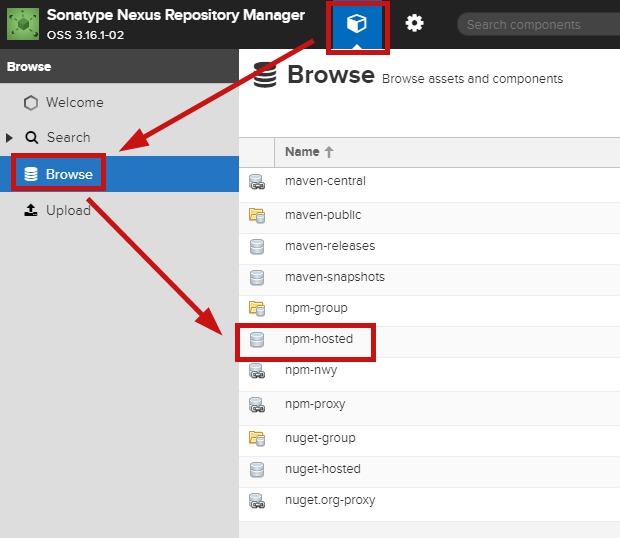 Sonatype Nexus Repository Manager
OSS 3.16.1-02
Search components
Browse
Welcome
Search
Browse
Upload
Browse Browse assets and components
Name
maven-central
maven-public
maven-releases
maven-snapshots
npm-group
npm-hosted
npm-nwy
npm-proxy
nuget-group
nuget-hosted
nuget.org-proxy